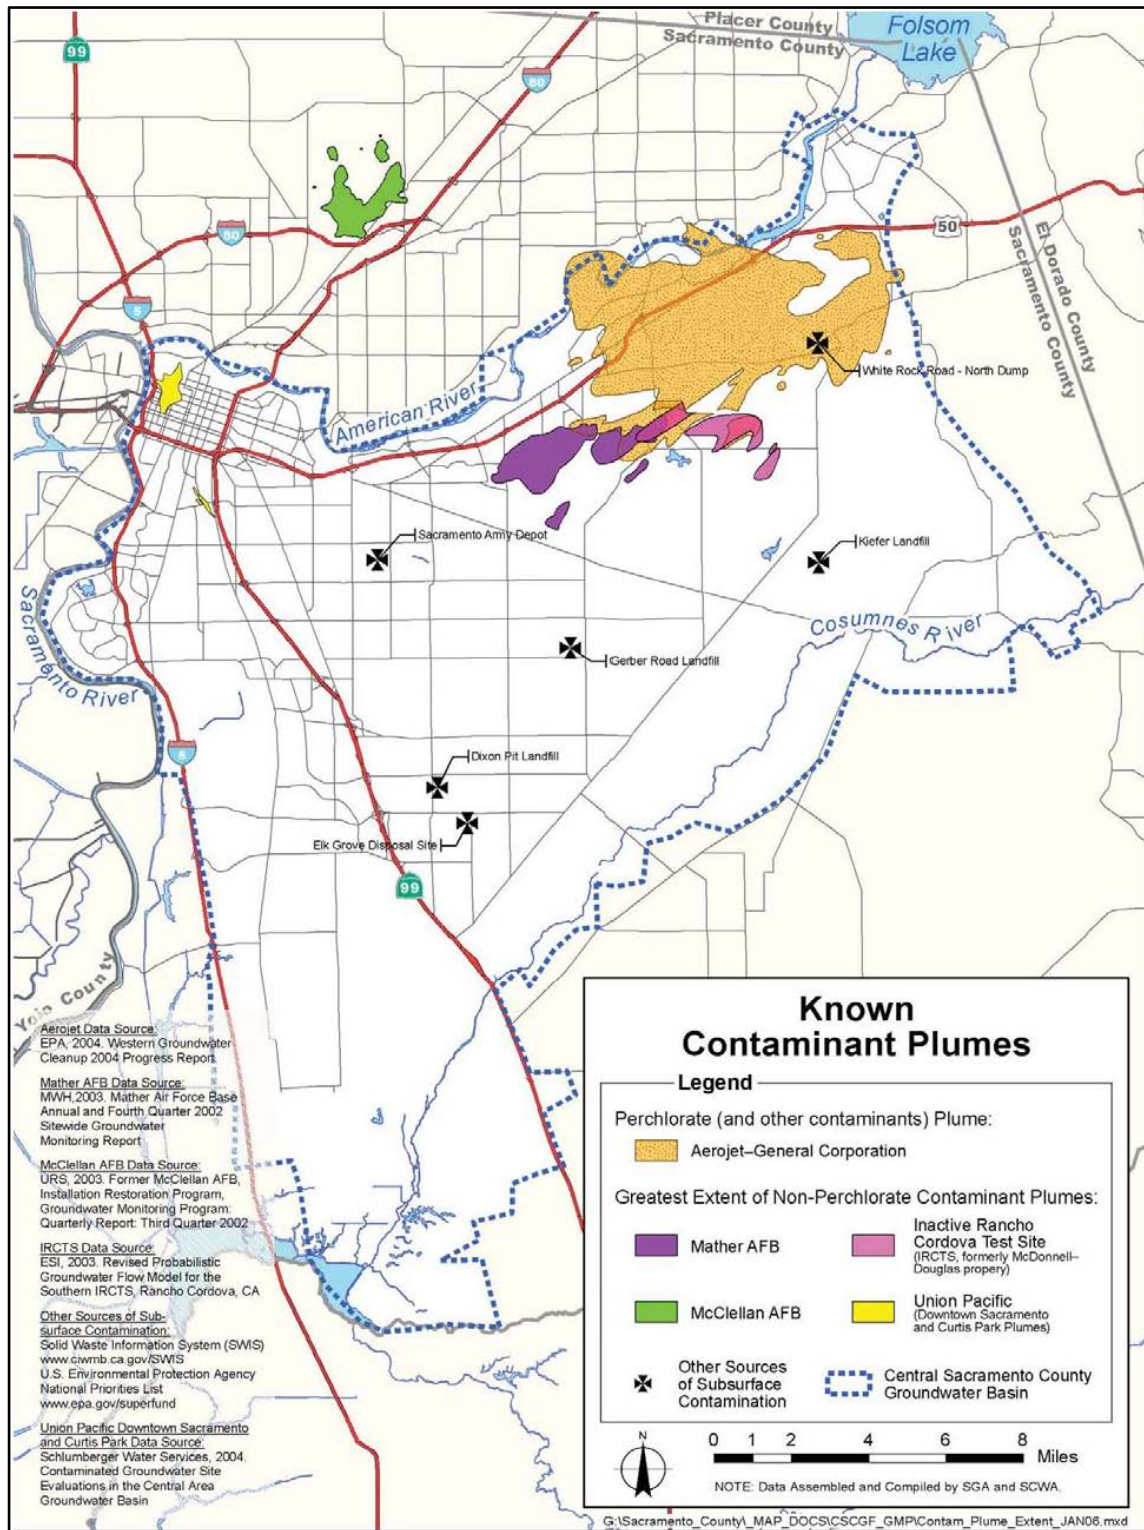 Placer County
Sacramento County
Folsom
Lake
99
80
80
50
El Dorado County
Sacramento County
5
White Rock Road - North Dump
American River
Sacramento Army Depot
Kiefer Landfill
Sacramento River
Cosumnes River
Gerber Road Landfill
5
Dixon Pit Landfill
Elk Grove Disposal Site
99
Yolo County
Aerojet Data Source:
EPA, 2004. Western Groundwater
Cleanup 2004 Progress Report
Mather AFB Data Source:
MWH,2003. Mather Air Force Base
Annual and Fourth Quarter 2002
Sitewide Groundwater
Monitoring Report
McClellan AFB Data Source:
URS, 2003. Former McClellan AFB,
Installation Restoration Program,
Groundwater Monitoring Program:
Quarterly Report: Third Quarter 2002
IRCTS Data Source:
ESI, 2003. Revised Probabilistic
Groundwater Flow Model for the
Southern IRCTS, Rancho Cordova, CA
Other Sources of Sub-
surface Contamination:
Solid Waste Information System (SWIS)
www.ciwmb.ca.gov/SWIS
U.S. Environmental Protection Agency
National Priorities List
www.epa.gov/superfund
Union Pacific Downtown Sacramento
and Curtis Park Data Source:
Schlumberger Water Services, 2004.
Contaminated Groundwater Site
Evaluations in the Central Area
Groundwater Basin
Known
Contaminant Plumes
Legend
Perchlorate (and other contaminants) Plume:
Aerojet–General Corporation
Greatest Extent of Non-Perchlorate Contaminant Plumes:
Mather AFB
Inactive Rancho
Cordova Test Site
(IRCTS, formerly McDonnell–
Douglas propery)
McClellan AFB
Union Pacific
(Downtown Sacramento
and Curtis Park Plumes)
Other Sources
of Subsurface
Contamination
Central Sacramento County
Groundwater Basin
N
0 1 2 4 6 8
Miles
NOTE: Data Assembled and Compiled by SGA and SCWA.
G:\Sacramento_County\_MAP_DOCS\CSCGF_GMP\Contam_Plume_Extent_JAN06.mxd